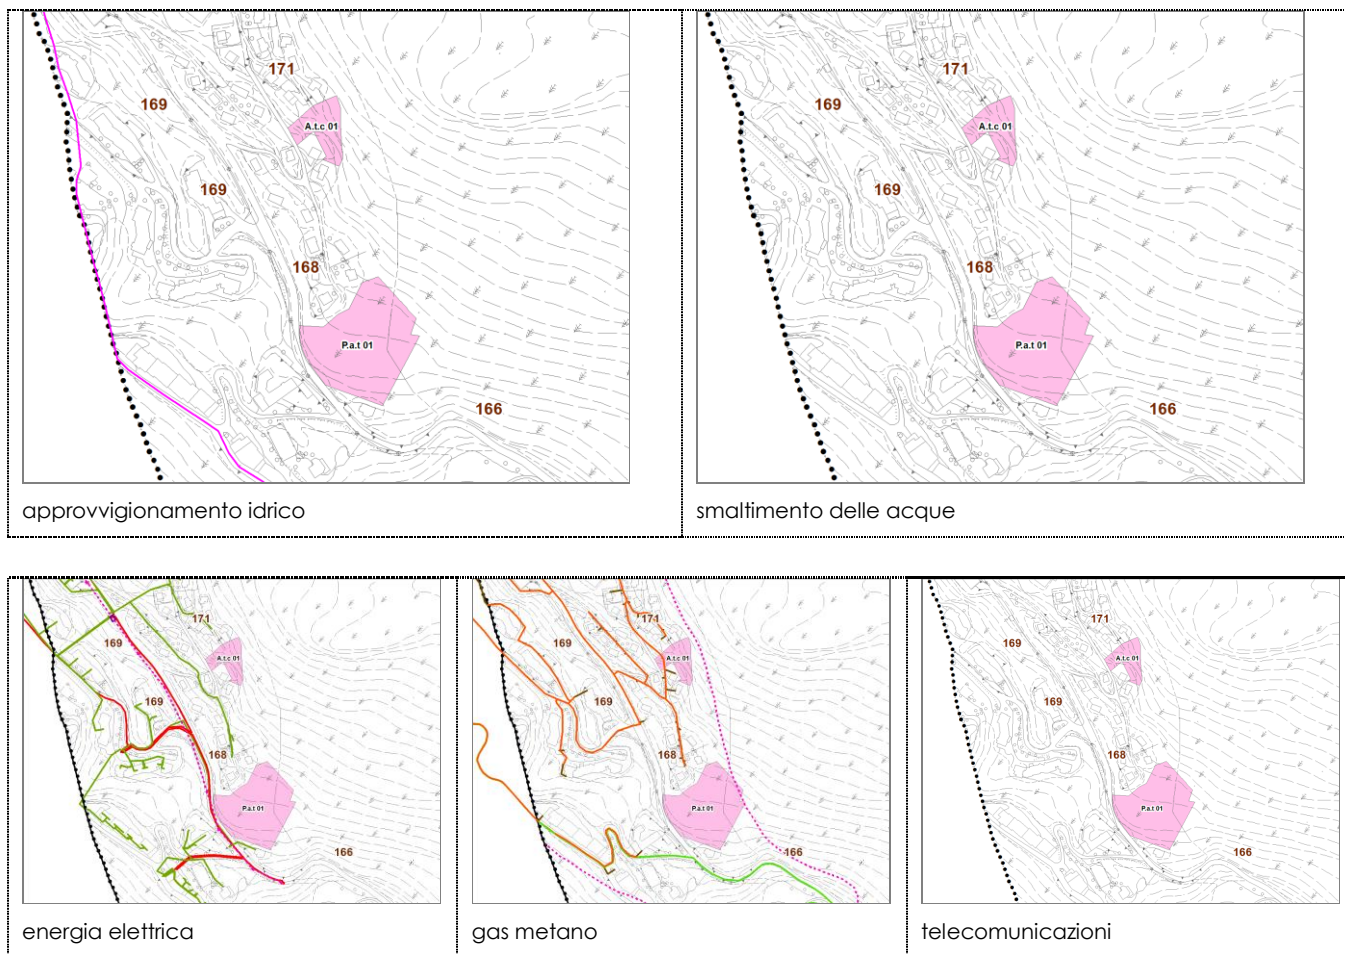 171
169
A.t.c 01
169
168
P.a.t 01
166
approvvigionamento idrico
171
169
A.t.c 01
169
168
P.a.t 01
166
smaltimento delle acque
171
169
A.t.c 01
169
168
P.a.t 01
166
energia elettrica
171
169
A.t.c 01
169
168
P.a.t 01
166
gas metano
171
169
A.t.c 01
169
168
P.a.t 01
166
telecomunicazioni